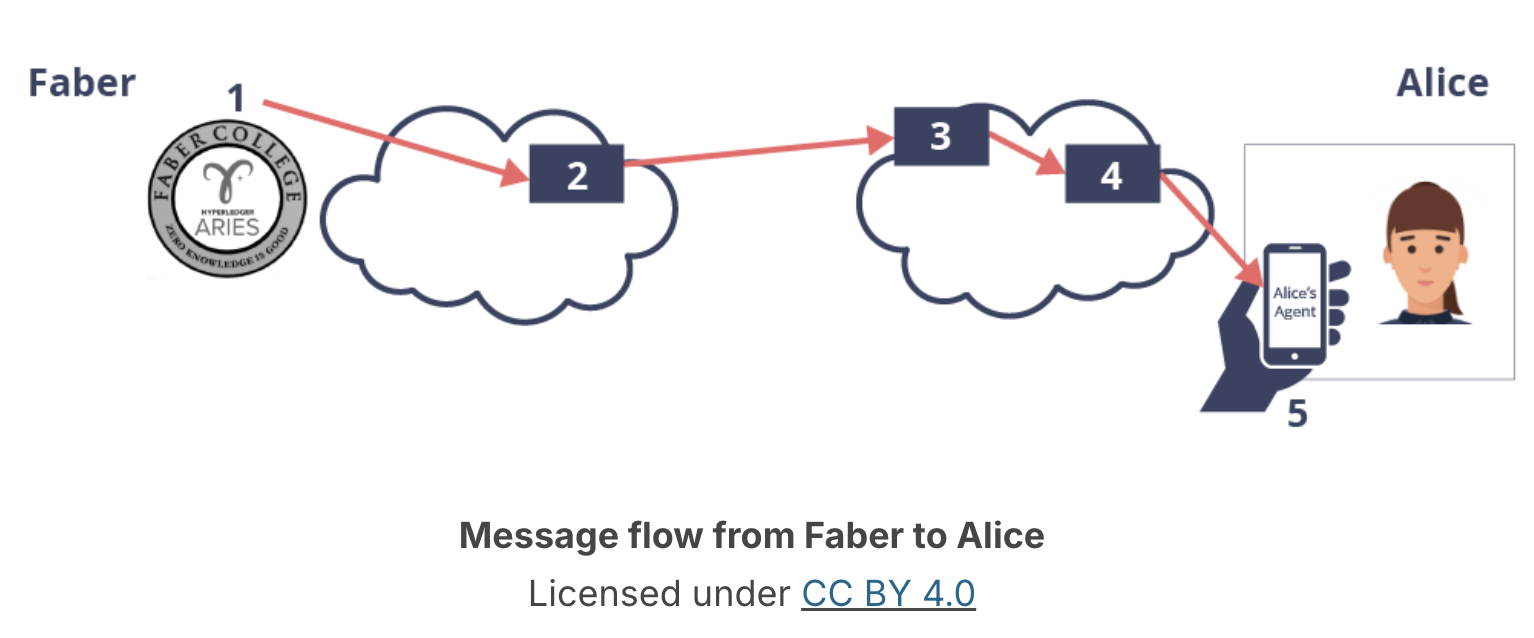 Faber
1
FABER COLLEGE
HYPERLEDGER
ARIES
ZERO KNOWLEDGE IS GOOD
2
3
4
Alice
Alice's
Agent
5
Message flow from Faber to Alice
Licensed under CC BY 4.0